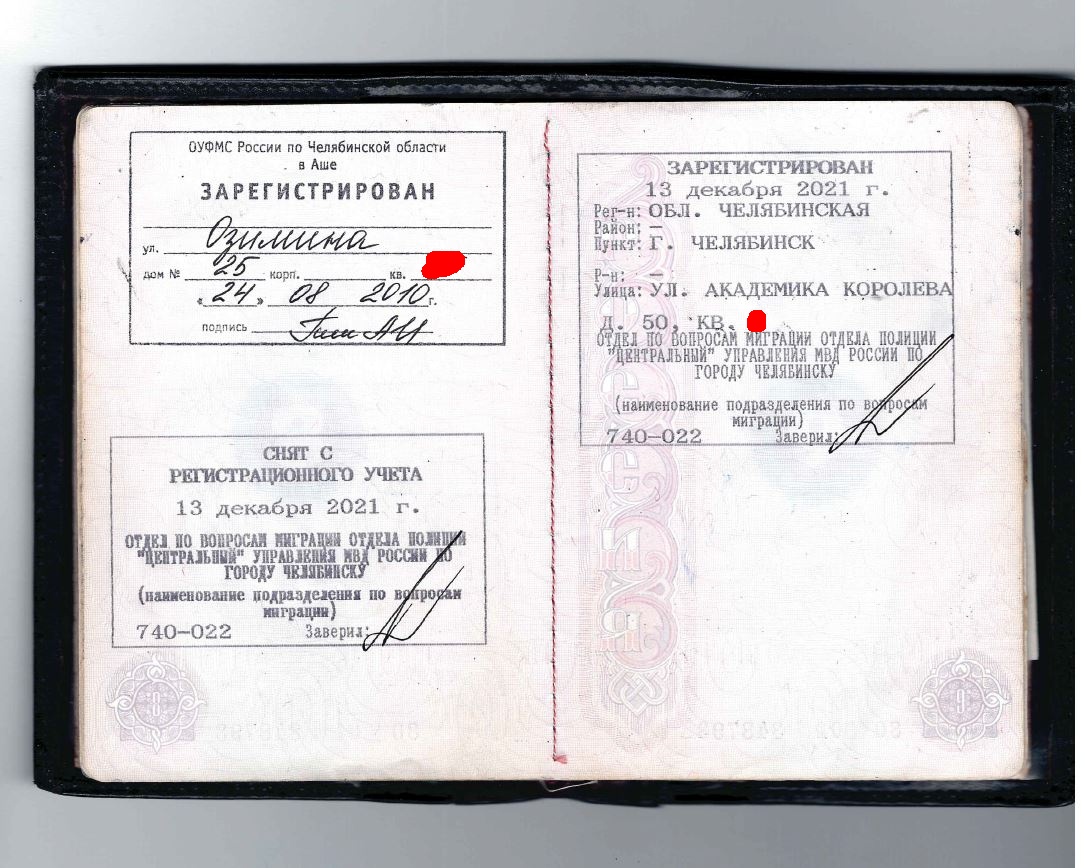 ОУФМС России по Челябинской области
в Аше
ЗАРЕГИСТРИРОВАН
ул. Озимина
дом № 25 корп. кв.
"24" 08 2010 г.
подпись
СНЯТ С
РЕГИСТРАЦИОННОГО УЧЕТА
13 декабря 2021 г.
ОТДЕЛ ПО ВОПРОСАМ МИГРАЦИИ ОТДЕЛА ПОЛИЦИИ
"ЦЕНТРАЛЬНЫЙ" УПРАВЛЕНИЯ МВД РОССИИ ПО
ГОРОДУ ЧЕЛЯБИНСКУ
(наименование подразделения по вопросам
миграции)
740-022 Заверил:
8
ЗАРЕГИСТРИРОВАН
13 декабря 2021 г.
Рег-н: ОБЛ. ЧЕЛЯБИНСКАЯ
Район: —
Пункт: Г. ЧЕЛЯБИНСК
Р-н: —
Улица: УЛ. АКАДЕМИКА КОРОЛЕВА
Д. 50, КВ.
ОТДЕЛ ПО ВОПРОСАМ МИГРАЦИИ ОТДЕЛА ПОЛИЦИИ
"ЦЕНТРАЛЬНЫЙ" УПРАВЛЕНИЯ МВД РОССИИ ПО
ГОРОДУ ЧЕЛЯБИНСКУ
(наименование подразделения по вопросам
миграции)
740-022 Заверил:
9